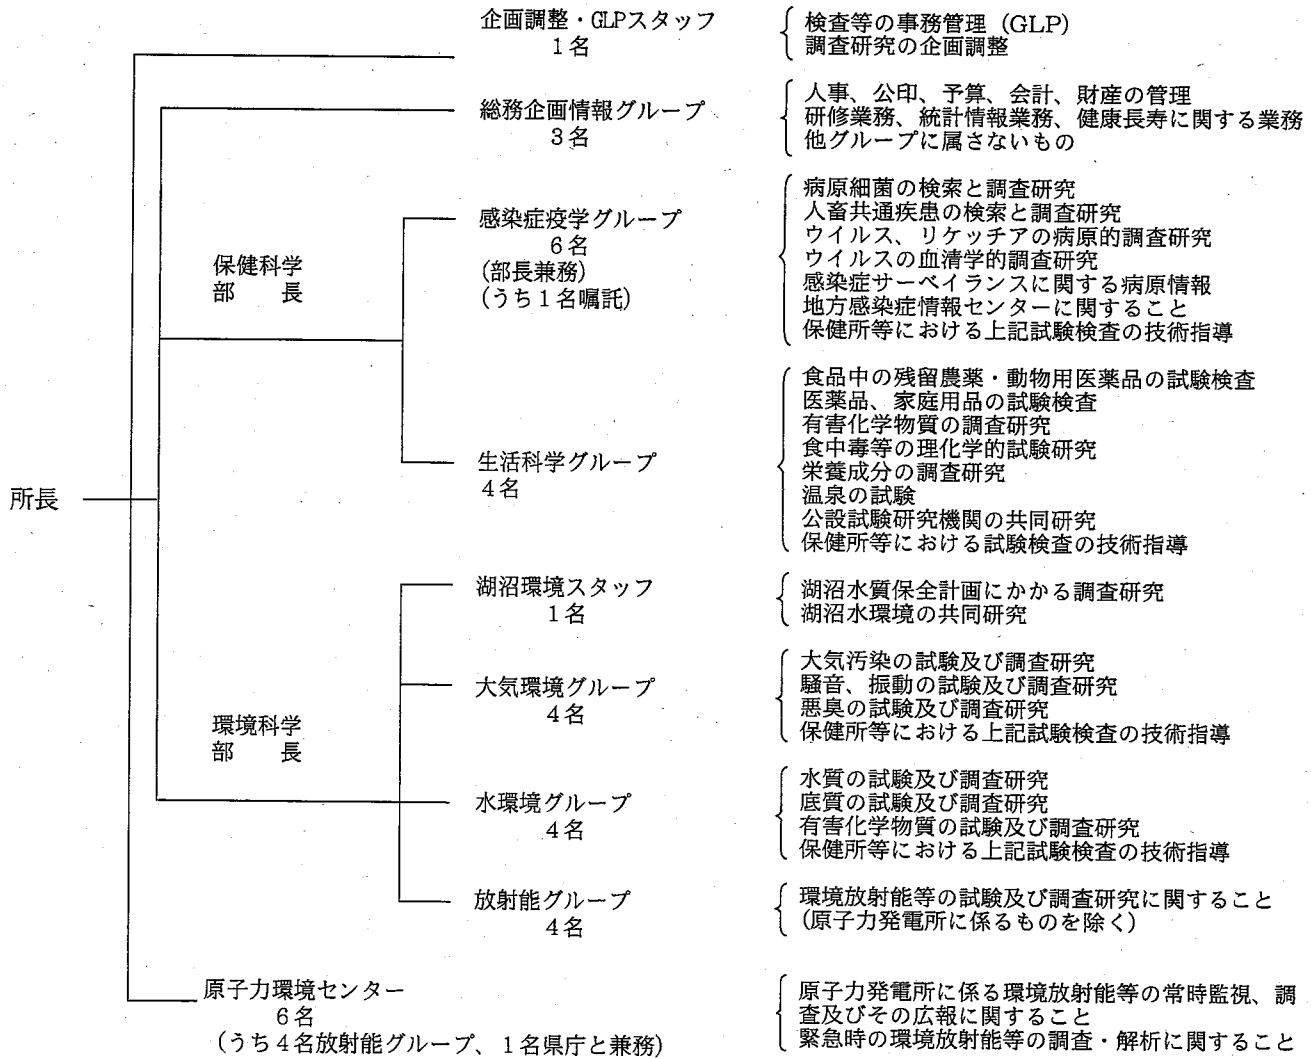 企画調整・GLPスタッフ
1名
検査等の事務管理（GLP）
調査研究の企画調整
総務企画情報グループ
3名
人事、公印、予算、会計、財産の管理
研修業務、統計情報業務、健康長寿に関する業務
他グループに属さないもの
保健科学
部　　長
感染症疫学グループ
6名
(部長兼務)
(うち1名嘱託)
病原細菌の検索と調査研究
人畜共通疾患の検索と調査研究
ウイルス、リケッチアの病原的調査研究
ウイルスの血清学的調査研究
感染症サーベイランスに関する病原情報
地方感染症情報センターに関すること
保健所等における上記試験検査の技術指導
生活科学グループ
4名
食品中の残留農薬・動物用医薬品の試験検査
医薬品、家庭用品の試験検査
有害化学物質の調査研究
食中毒等の理化学的試験研究
栄養成分の調査研究
温泉の試験
公設試験研究機関の共同研究
保健所等における試験検査の技術指導
所長
環境科学
部　　長
湖沼環境スタッフ
1名
湖沼水質保全計画にかかる調査研究
湖沼水環境の共同研究
大気環境グループ
4名
大気汚染の試験及び調査研究
騒音、振動の試験及び調査研究
悪臭の試験及び調査研究
保健所等における上記試験検査の技術指導
水環境グループ
4名
水質の試験及び調査研究
底質の試験及び調査研究
有害化学物質の試験及び調査研究
保健所等における上記試験検査の技術指導
放射能グループ
4名
環境放射能等の試験及び調査研究に関すること
(原子力発電所に係るものを除く)
原子力環境センター
6名
(うち4名放射能グループ、1名県庁と兼務)
原子力発電所に係る環境放射能等の常時監視、調
査及びその広報に関すること
緊急時の環境放射能等の調査・解析に関すること